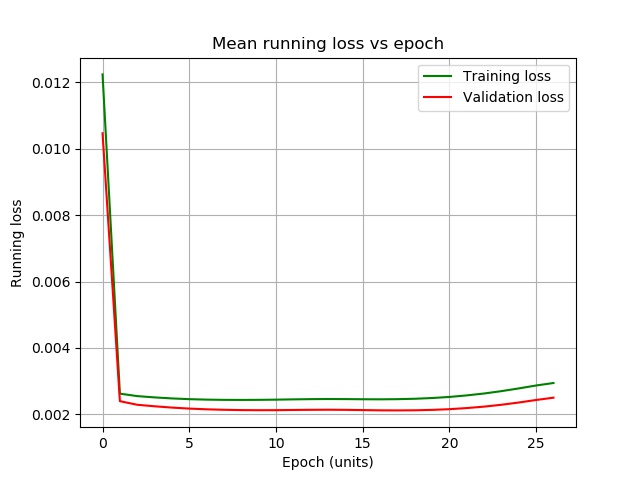 Mean running loss vs epoch
Training loss
Validation loss
0.012
0.010
0.008
0.006
0.004
0.002
Running loss
0 5 10 15 20 25
Epoch (units)